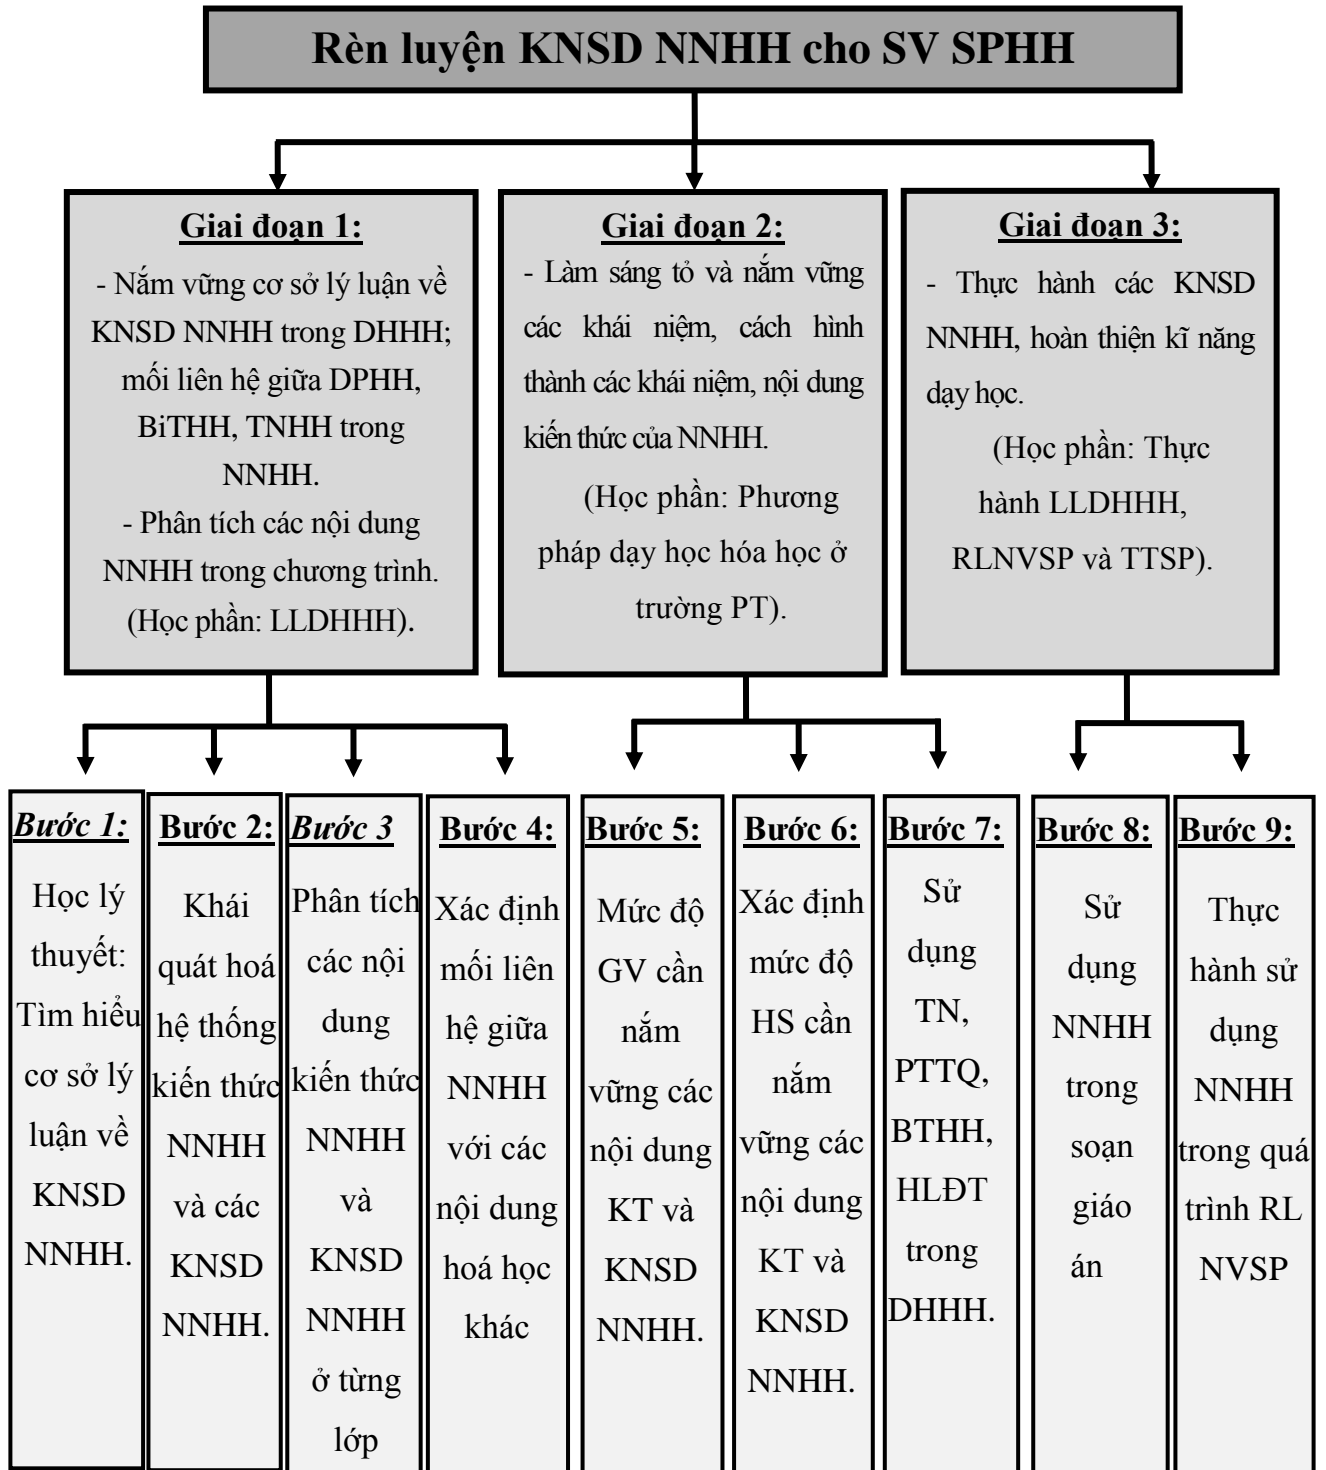 Rèn luyện KNSD NNHH cho SV SPHH
Giai đoạn 1:
- Nắm vững cơ sở lý luận về
KNSD NNHH trong DHHH;
mối liên hệ giữa DPHH,
BiTHH, TNHH trong
NNHH.
- Phân tích các nội dung
NNHH trong chương trình.
(Học phần: LLDHHH).
Giai đoạn 2:
- Làm sáng tỏ và nắm vững
các khái niệm, cách hình
thành các khái niệm, nội dung
kiến thức của NNHH.
(Học phần: Phương
pháp dạy học hóa học ở
trường PT).
Giai đoạn 3:
- Thực hành các KNSD
NNHH, hoàn thiện kĩ năng
dạy học.
(Học phần: Thực
hành LLDHHH,
RLNVSP và TTSP).
Bước 1:
Học lý
thuyết:
Tìm hiểu
cơ sở lý
luận về
KNSD
NNHH.
Bước 2:
Khái
quát hoá
hệ thống
kiến thức
NNHH
và các
KNSD
NNHH.
Bước 3
Phân tích
các nội
dung
kiến thức
NNHH
và
KNSD
NNHH
ở từng
lớp
Bước 4:
Xác định
mối liên
hệ giữa
NNHH
với các
nội dung
hoá học
khác
Bước 5:
Mức độ
GV cần
nắm
vững các
nội dung
KT và
KNSD
NNHH.
Bước 6:
Xác định
mức độ
HS cần
nắm
vững các
nội dung
KT và
KNSD
NNHH.
Bước 7:
Sử
dụng
TN,
PTTQ,
BTHH,
HLĐT
trong
DHHH.
Bước 8:
Sử
dụng
NNHH
trong
soạn
giáo
án
Bước 9:
Thực
hành sử
dụng
NNHH
trong quá
trình RL
NVSP